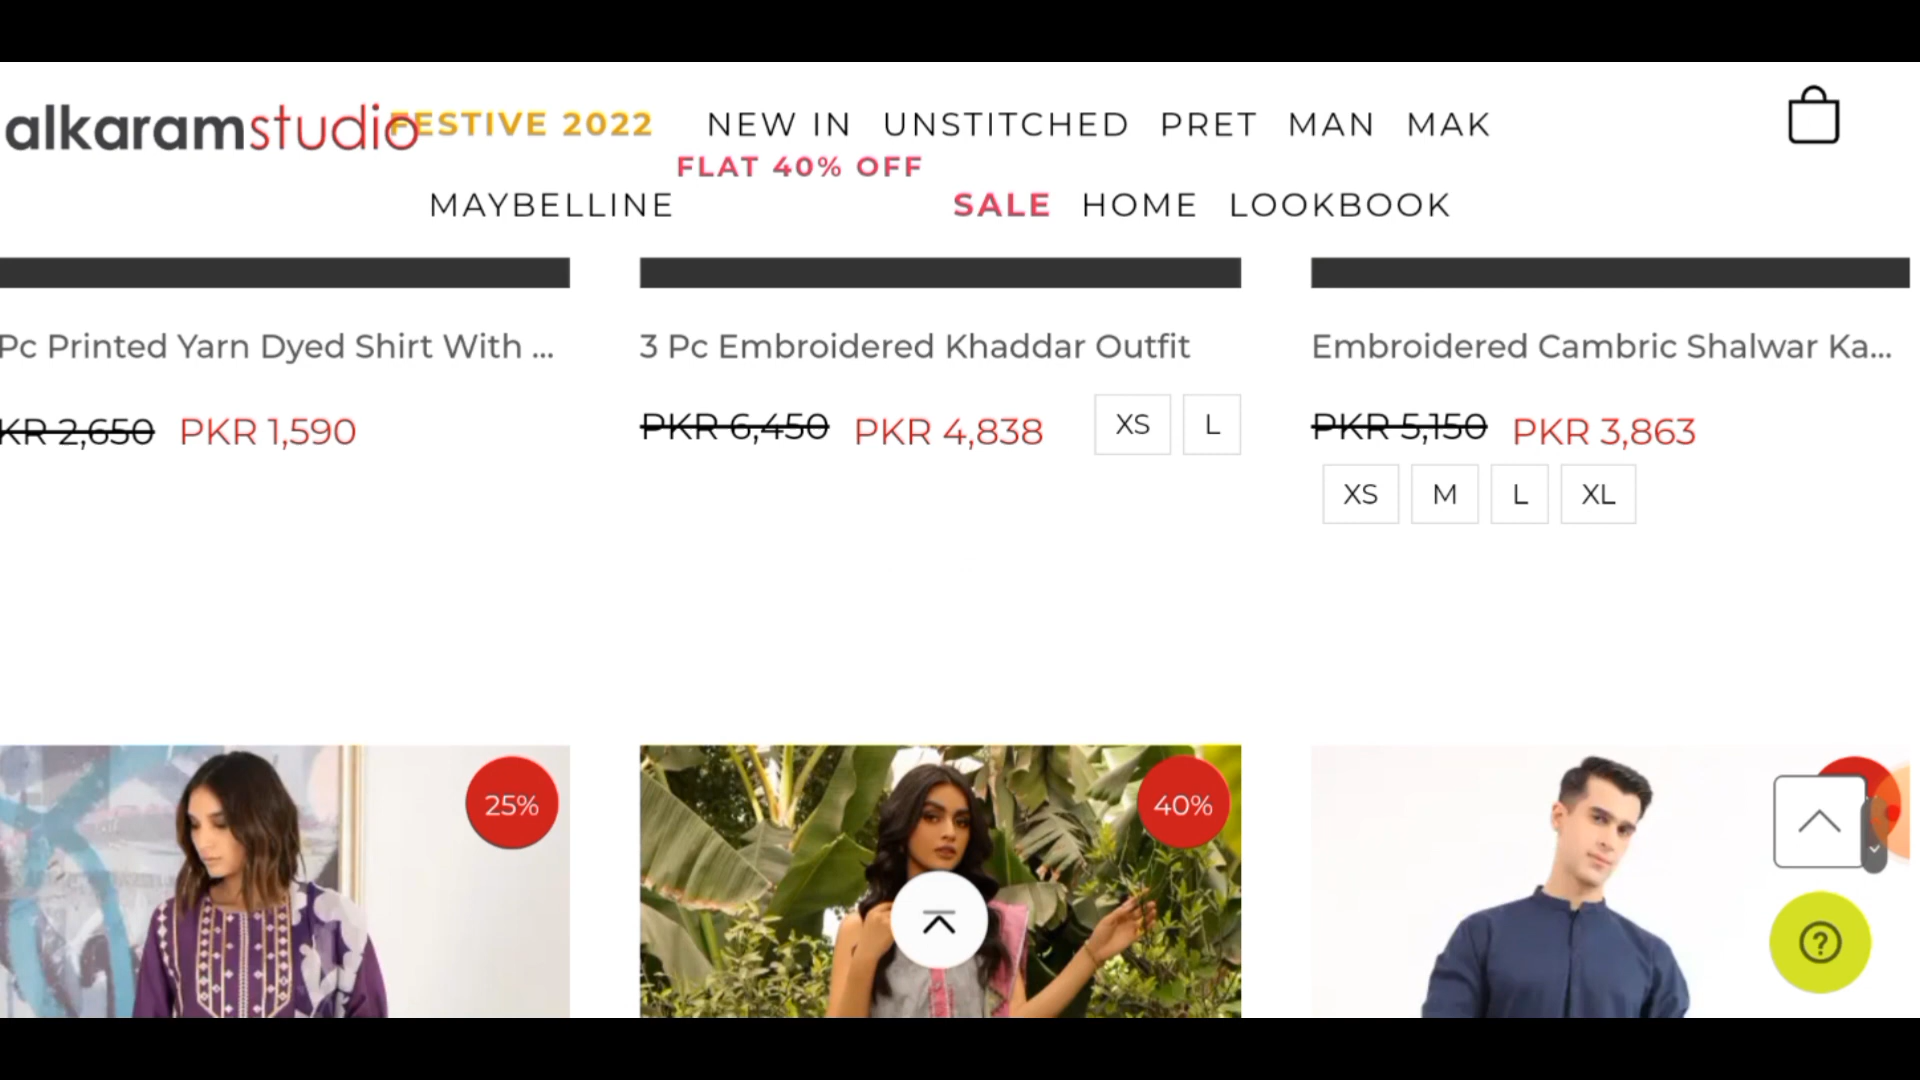 alkaramstudio FESTIVE 2022 NEW IN UNSTITCHED PRET MAN MAK
FLAT 40% OFF
MAYBELLINE SALE HOME LOOKBOOK
Pc Printed Yarn Dyed Shirt With ...
KR 2,650 PKR 1,590
3 Pc Embroidered Khaddar Outfit
PKR 6,450 PKR 4,838 XS L
Embroidered Cambric Shalwar Ka...
PKR 5,150 PKR 3,863
XS M L XL
25%
40%
?